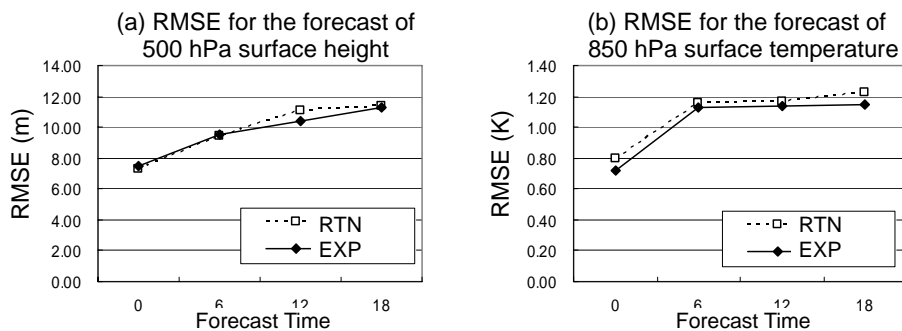 (a) RMSE for the forecast of
500 hPa surface height
14.00
12.00
10.00
8.00
6.00
4.00
2.00
0.00
RMSE (m)
RTN
EXP
0 6 12 18
Forecast Time
(b) RMSE for the forecast of
850 hPa surface temperature
1.40
1.20
1.00
0.80
0.60
0.40
0.20
0.00
RMSE (K)
RTN
EXP
0 6 12 18
Forecast Time